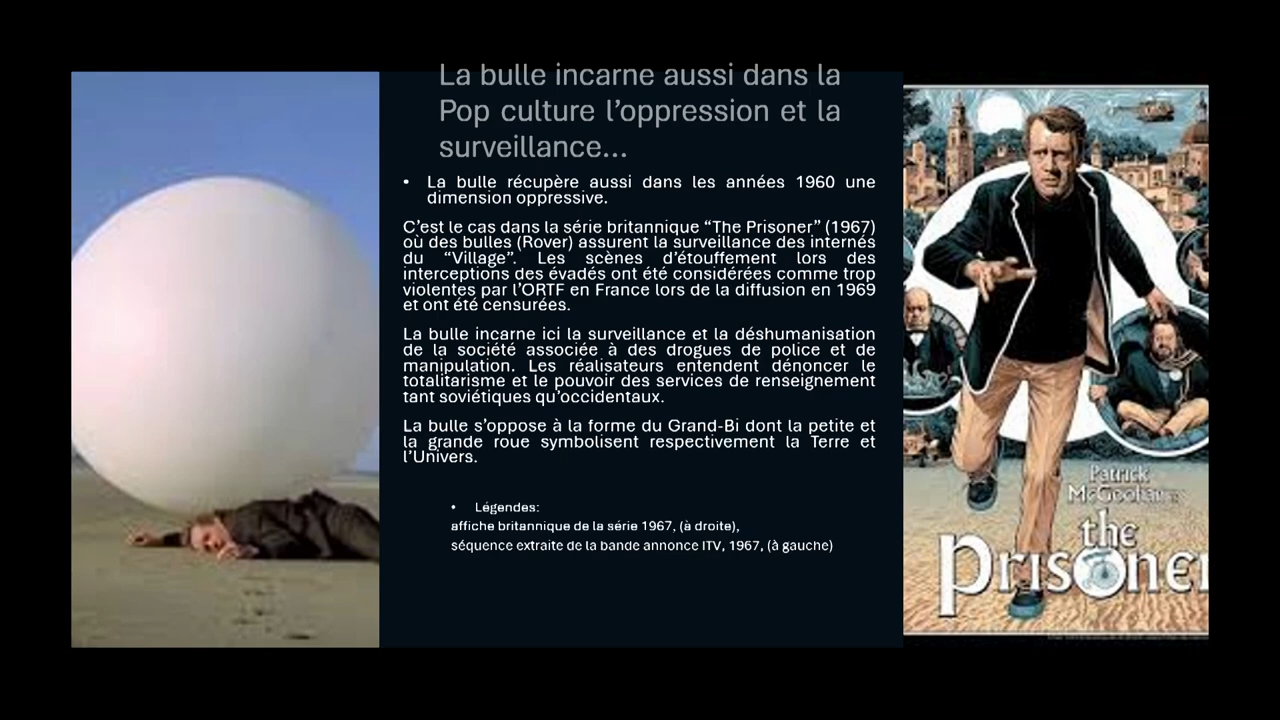 La bulle incarne aussi dans la
Pop culture l’oppression et la
surveillance…
• La bulle récupère aussi dans les années 1960 une
dimension oppressive.
C’est le cas dans la série britannique “The Prisoner” (1967)
où des bulles (Rover) assurent la surveillance des internés
du “Village”. Les scènes d’étouffement lors des
interceptions des évadés ont été considérées comme trop
violentes par l’ORTF en France lors de la diffusion en 1969
et ont été censurées.
La bulle incarne ici la surveillance et la déshumanisation
de la société associée à des drogues de police et de
manipulation. Les réalisateurs entendent dénoncer le
totalitarisme et le pouvoir des services de renseignement
tant soviétiques qu’occidentaux.
La bulle s’oppose à la forme du Grand-Bi dont la petite et
la grande roue symbolisent respectivement la Terre et
l’Univers.
• Légendes:
affiche britannique de la série 1967, (à droite),
séquence extraite de la bande annonce ITV, 1967, (à gauche)
Patrick
McGoohan
the
Prisoner